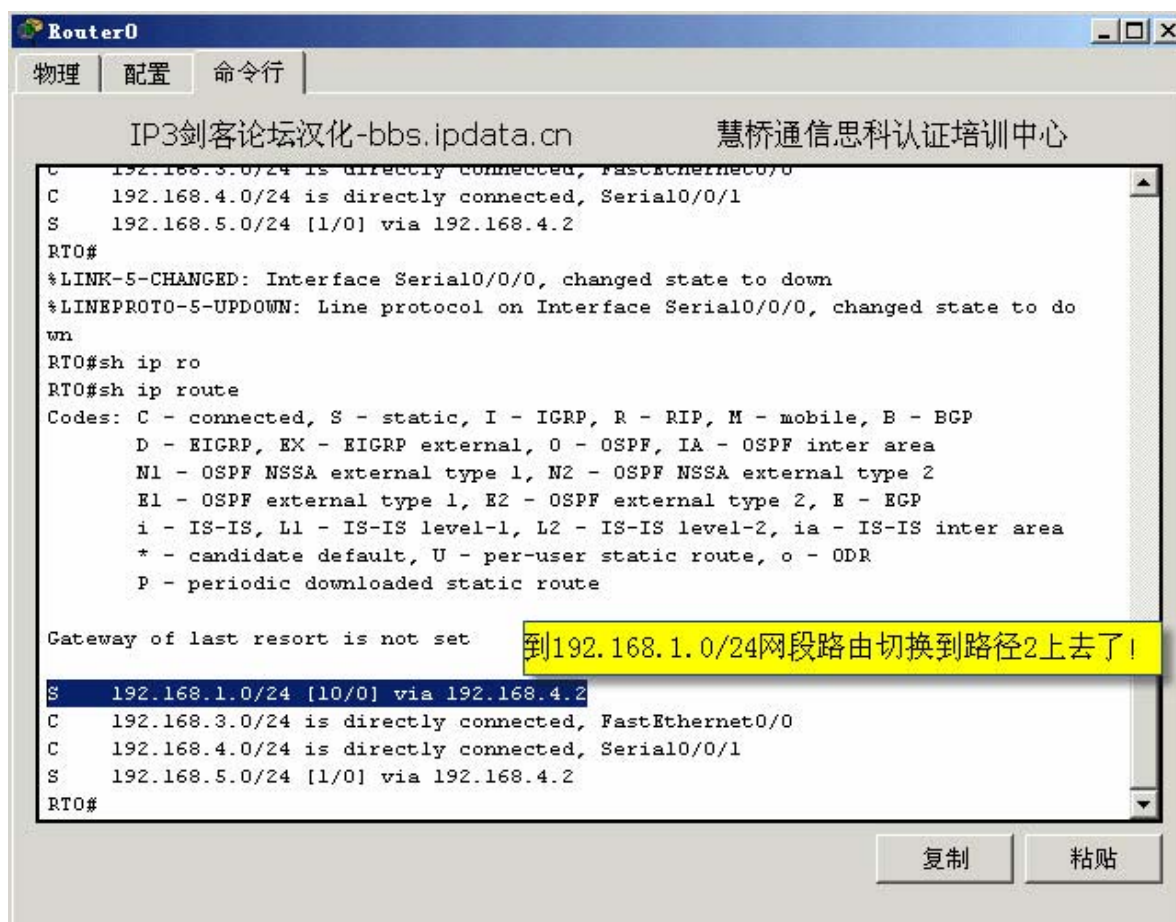 Router0
物理 配置 命令行
IP3剑客论坛汉化-bbs.ipdata.cn 慧桥通信思科认证培训中心
C 192.168.3.0/24 is directly connected, FastEthernet0/0
C 192.168.4.0/24 is directly connected, Serial0/0/1
S 192.168.5.0/24 [1/0] via 192.168.4.2
RT0#
%LINK-5-CHANGED: Interface Serial0/0/0, changed state to down
%LINEPROTO-5-UPDOWN: Line protocol on Interface Serial0/0/0, changed state to do
wn
RT0#sh ip ro
RT0#sh ip route
Codes: C - connected, S - static, I - IGRP, R - RIP, M - mobile, B - BGP
D - EIGRP, EX - EIGRP external, O - OSPF, IA - OSPF inter area
N1 - OSPF NSSA external type 1, N2 - OSPF NSSA external type 2
E1 - OSPF external type 1, E2 - OSPF external type 2, E - EGP
i - IS-IS, L1 - IS-IS level-1, L2 - IS-IS level-2, ia - IS-IS inter area
* - candidate default, U - per-user static route, o - ODR
P - periodic downloaded static route
Gateway of last resort is not set
到192.168.1.0/24网段路由切换到路径2上去了!
S 192.168.1.0/24 [10/0] via 192.168.4.2
C 192.168.3.0/24 is directly connected, FastEthernet0/0
C 192.168.4.0/24 is directly connected, Serial0/0/1
S 192.168.5.0/24 [1/0] via 192.168.4.2
RT0#
复制 粘贴